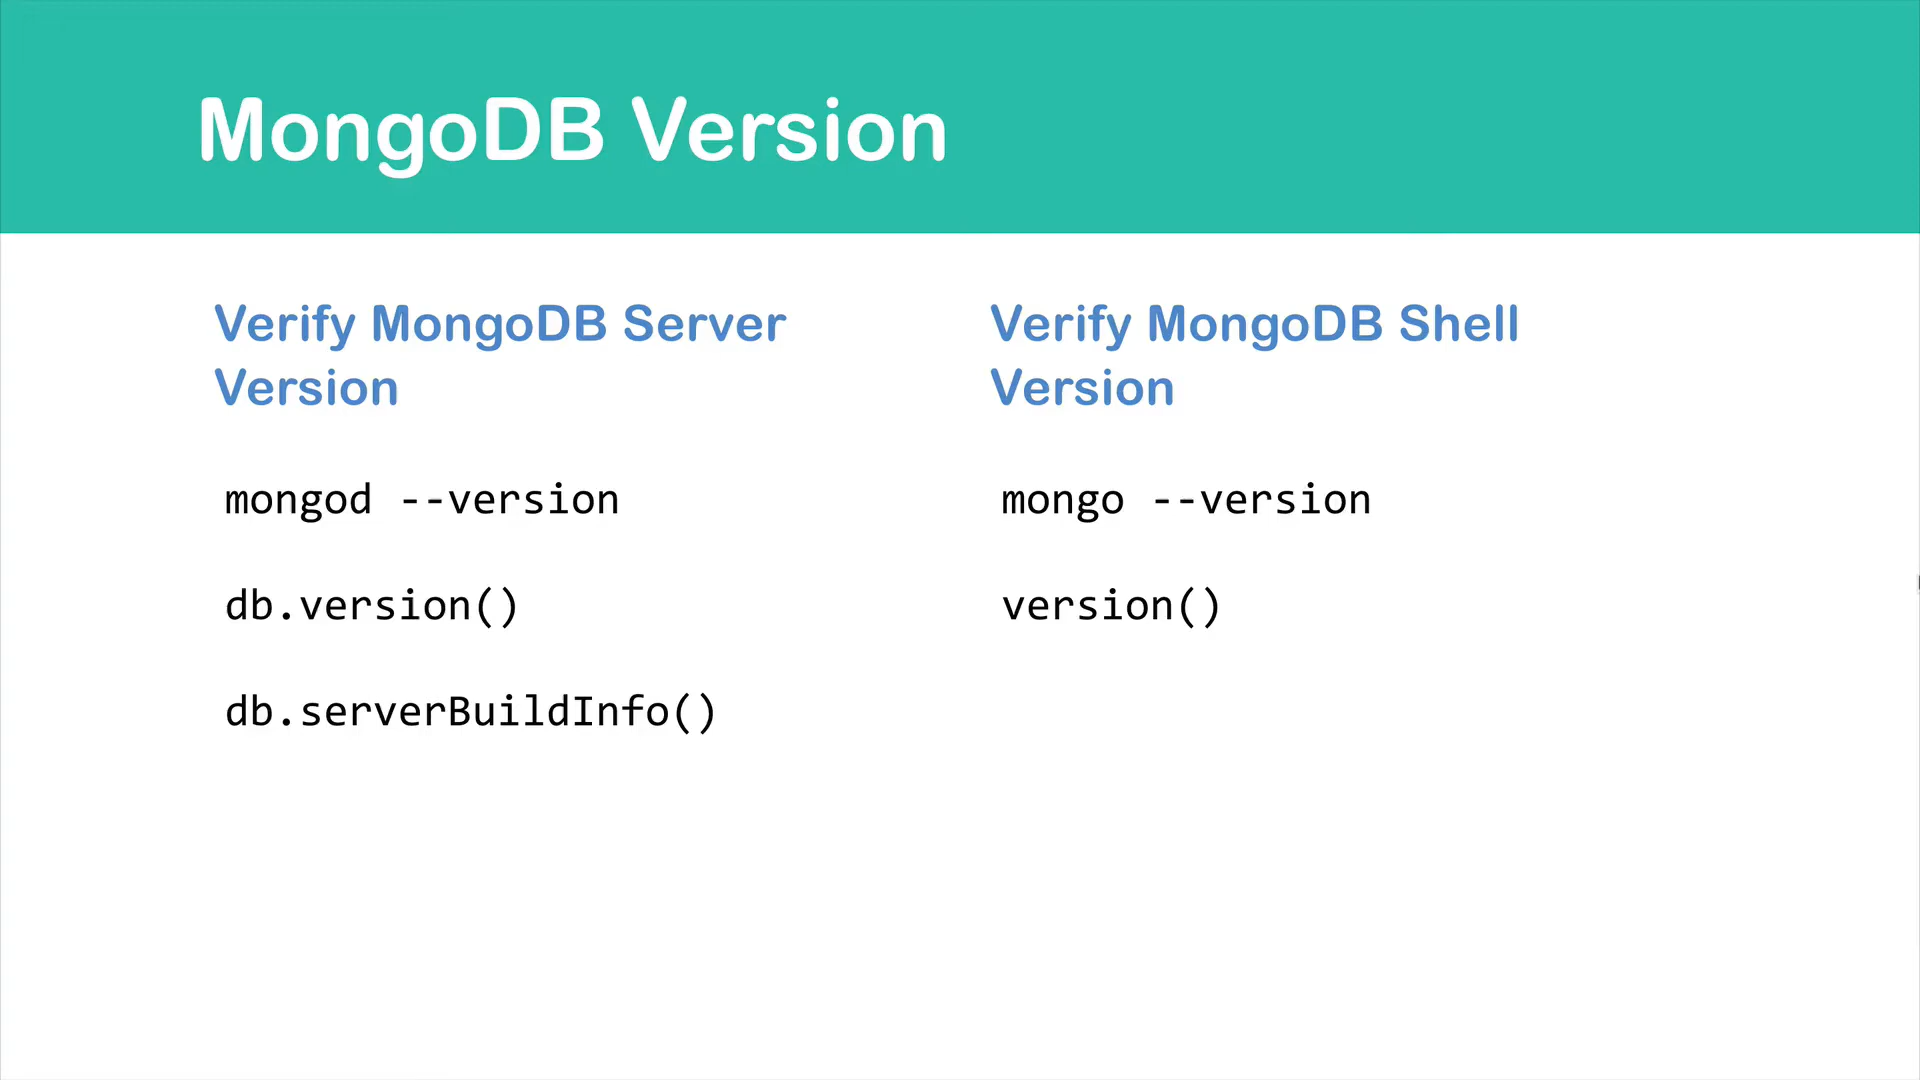 MongoDB Version
Verify MongoDB Server
Version
mongod --version
db.version()
db.serverBuildInfo()
Verify MongoDB Shell
Version
mongo --version
version()